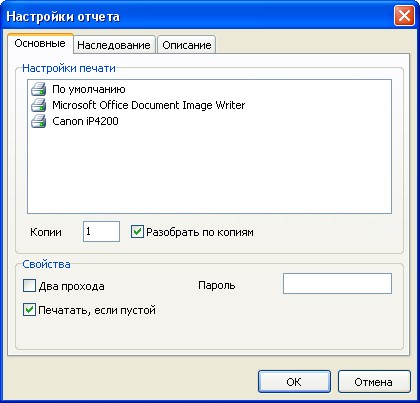 Настройки отчета
Основные Наследование Описание
Настройки печати
По умолчанию
Microsoft Office Document Image Writer
Canon iP4200
Копии 1 Разобрать по копиям
Свойства
Два прохода Пароль
Печатать, если пустой
ОК Отмена